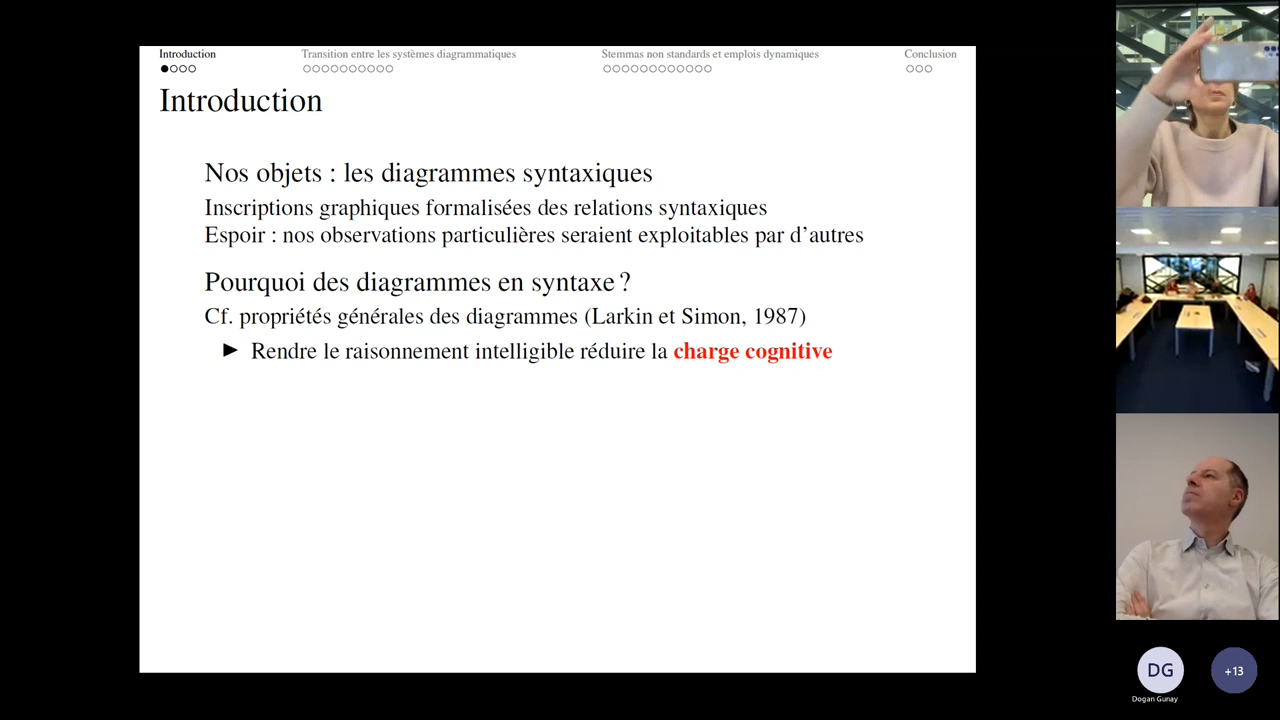 Introduction
Transition entre les systèmes diagrammatiques
Stemmas non standards et emplois dynamiques
Conclusion
Introduction
Nos objets : les diagrammes syntaxiques
Inscriptions graphiques formalisées des relations syntaxiques
Espoir : nos observations particulières seraient exploitables par d'autres
Pourquoi des diagrammes en syntaxe ?
Cf. propriétés générales des diagrammes (Larkin et Simon, 1987)
Rendre le raisonnement intelligible réduire la charge cognitive
DG
+13
Dogan Gunay